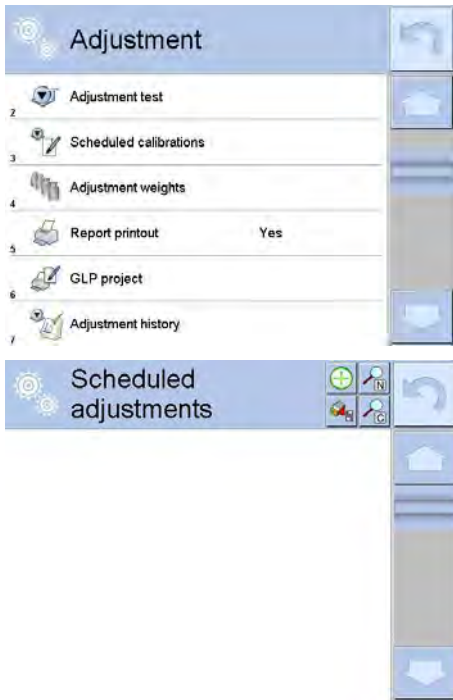 Adjustment
2 Adjustment test
3 Scheduled calibrations
4 Adjustment weights
5 Report printout Yes
6 GLP project
7 Adjustment history
Scheduled
adjustments
N
G